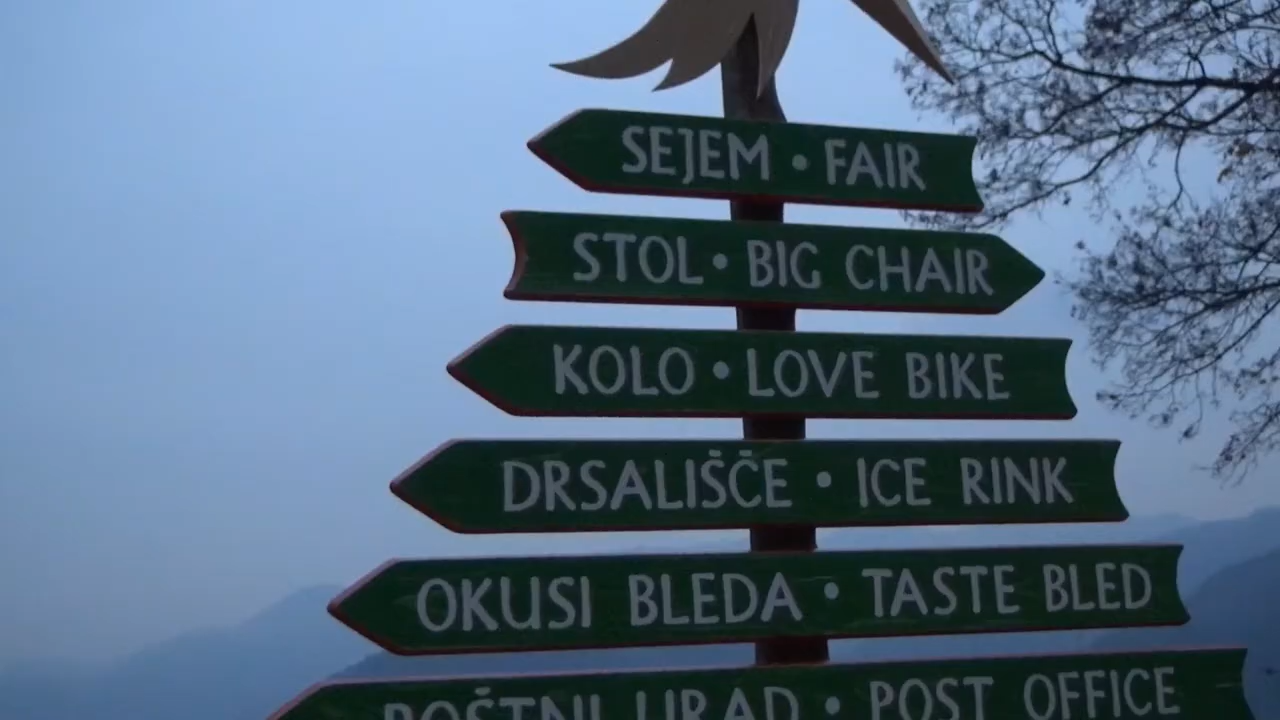 SEJEM • FAIR
STOL • BIG CHAIR
KOLO • LOVE BIKE
DRSALIŠČE • ICE RINK
OKUSI BLEDA • TASTE BLED
POŠTNI URAD • POST OFFICE